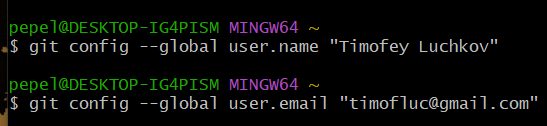 pepel@DESKTOP-IG4PISM MINGW64 ~
$ git config --global user.name "Timofey Luchkov"
pepel@DESKTOP-IG4PISM MINGW64 ~
$ git config --global user.email "timofluc@gmail.com"